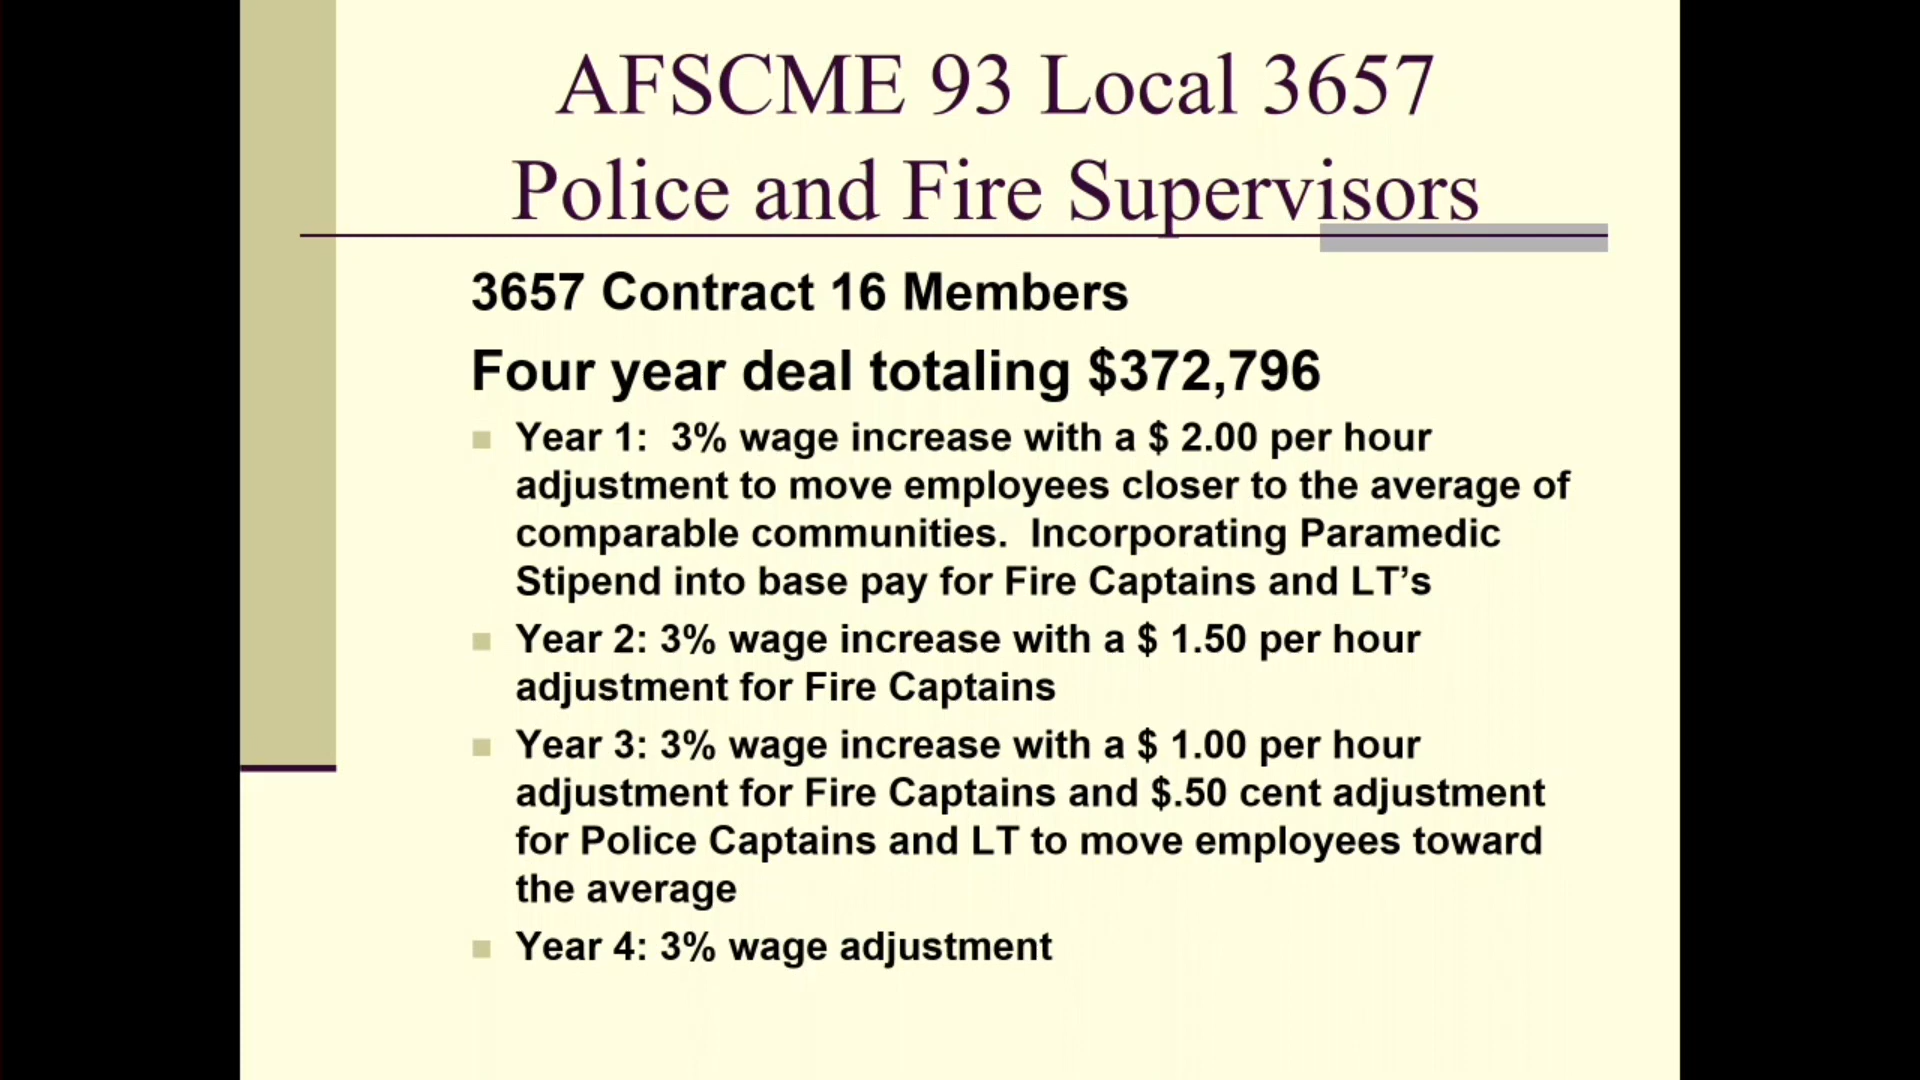 AFSCME 93 Local 3657
Police and Fire Supervisors
3657 Contract 16 Members
Four year deal totaling $372,796
Year 1:  3% wage increase with a $ 2.00 per hour
adjustment to move employees closer to the average of
comparable communities.  Incorporating Paramedic
Stipend into base pay for Fire Captains and LT’s
Year 2: 3% wage increase with a $ 1.50 per hour
adjustment for Fire Captains
Year 3: 3% wage increase with a $ 1.00 per hour
adjustment for Fire Captains and $.50 cent adjustment
for Police Captains and LT to move employees toward
the average
Year 4: 3% wage adjustment